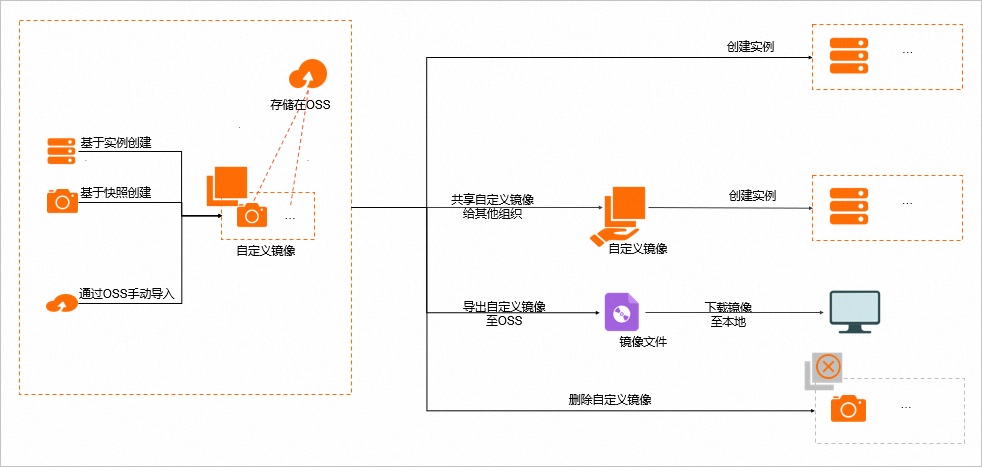 存储在OSS
基于实例创建
基于快照创建
...
自定义镜像
通过OSS手动导入
创建实例
...
共享自定义镜像
给其他组织
自定义镜像
创建实例
...
导出自定义镜像
至OSS
镜像文件
下载镜像
至本地
删除自定义镜像
...